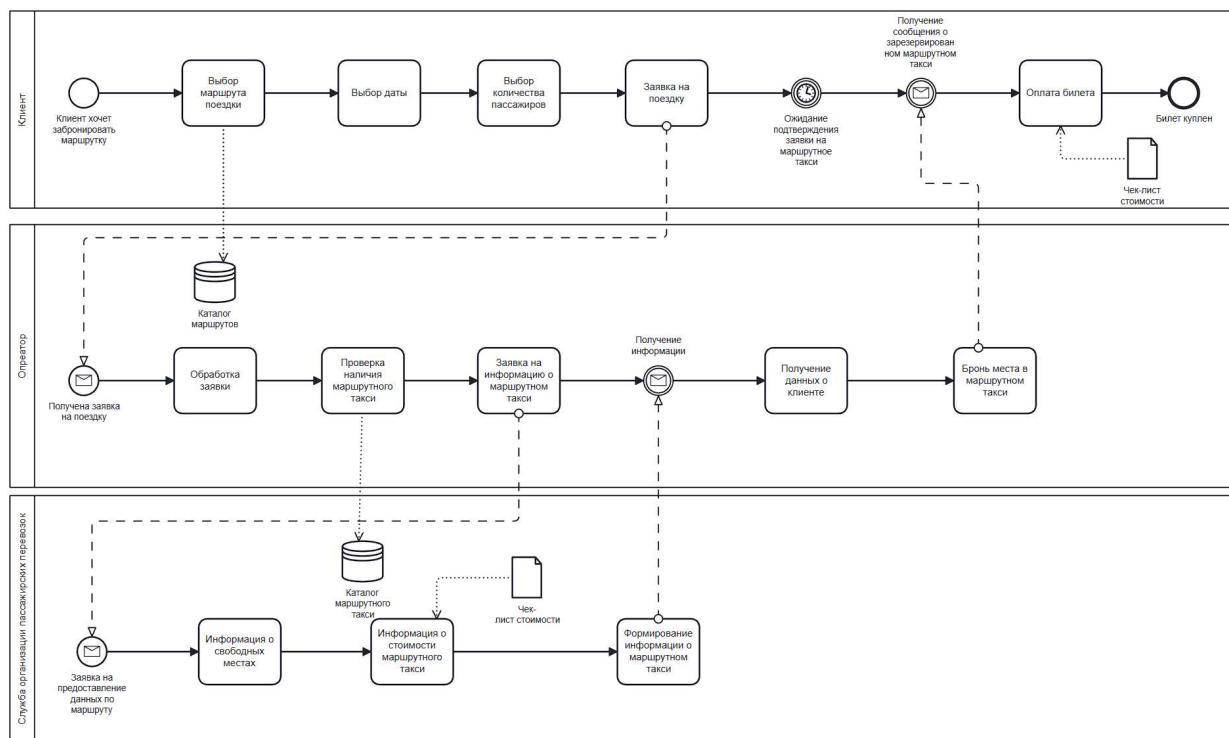 Клиент
Клиент хочет
забронировать
маршрутку
Выбор
маршрута
поездки
Выбор даты
Выбор
количества
пассажиров
Заявка на
поездку
Ожидание
подтверждения
заявки на
маршрутное
такси
Получение
сообщения о
зарезервирован
ном маршрутном
такси
Оплата билета
Билет куплен
Чек-лист
стоимости
Опреатор
Каталог
маршрутов
Получена заявка
на поездку
Обработка
заявки
Проверка
наличия
маршрутного
такси
Заявка на
информацию о
маршрутном
такси
Получение
информации
Получение
данных о
клиенте
Бронь места в
маршрутном
такси
Служба организации пассажирских перевозок
Каталог
маршрутного
такси
Чек-
лист стоимости
Заявка на
предоставление
данных по
маршруту
Информация о
свободных
местах
Информация о
стоимости
маршрутного
такси
Формирование
информации о
маршрутном
такси